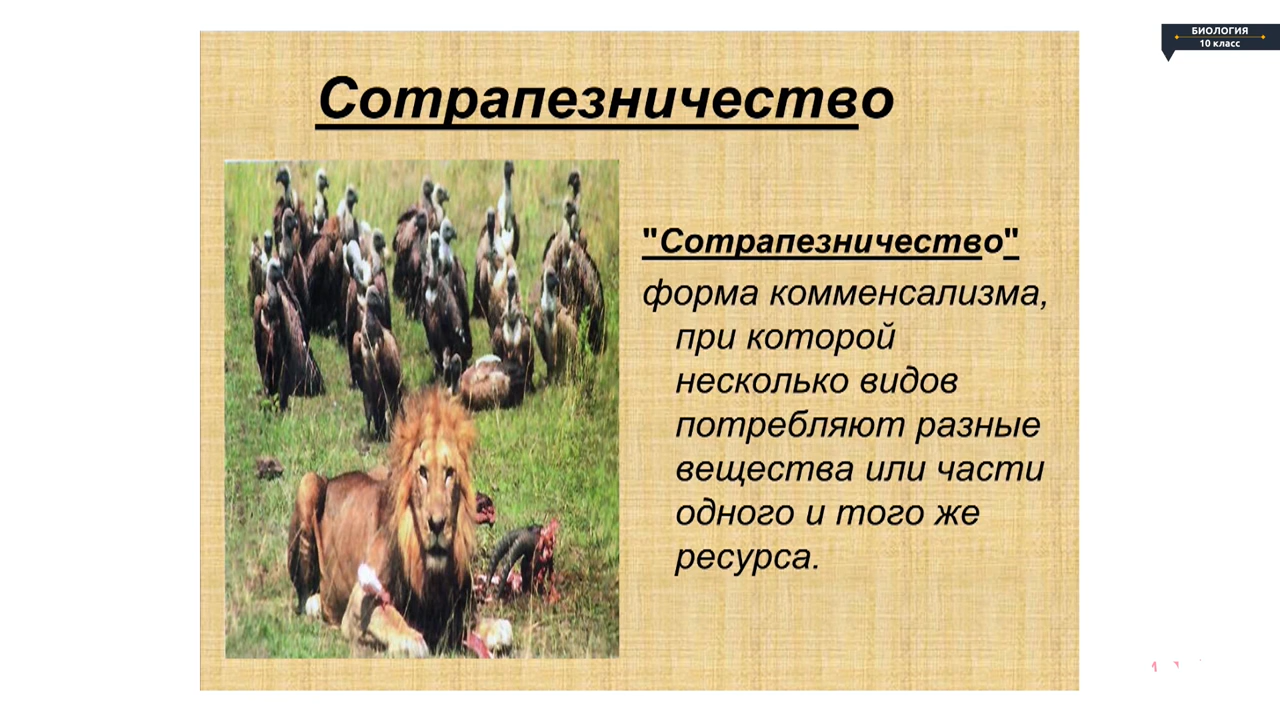 БИОЛОГИЯ
10 класс
Сотрапезничество
"Сотрапезничество"
форма комменсализма,
при которой
несколько видов
потребляют разные
вещества или части
одного и того же
ресурса.